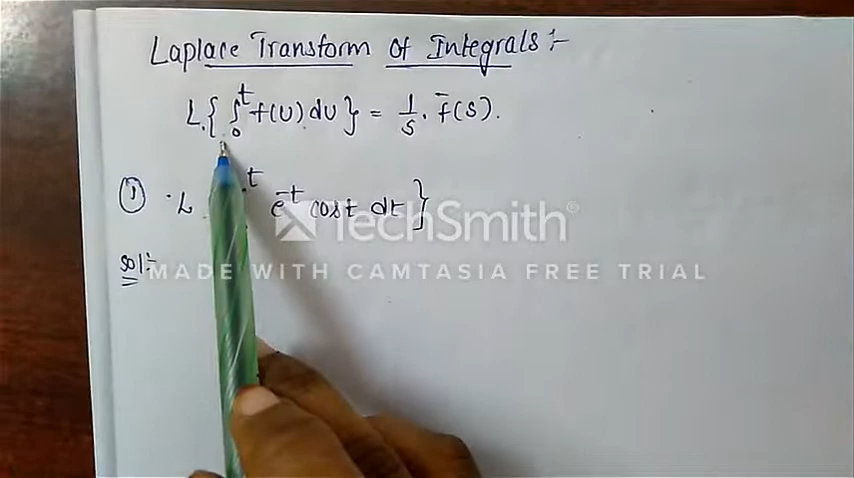 Laplace Transform Of Integrals :-
L{∫₀ᵗ f(u) du} = 1/s . f̄(s).
① L ᵗ e⁻ᵗ cost dt }
TechSmith®
Sol:-
MADE WITH CAMTASIA FREE TRIAL